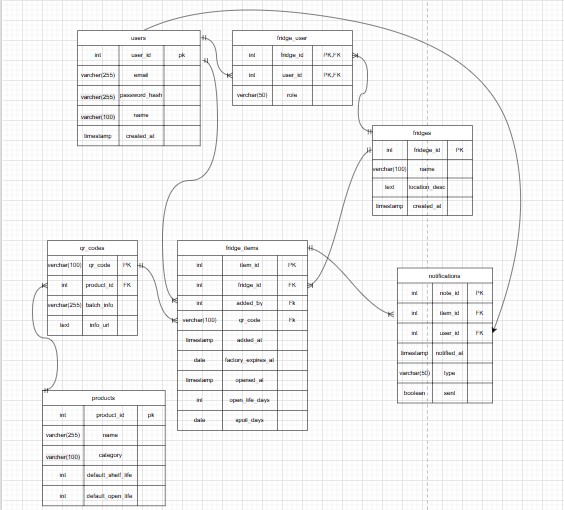 users
int user_id pk
varchar(255) email
varchar(255) password_hash
varchar(100) name
timestamp created_at
fridge_user
int fridge_id PK,FK
int user_id PK,FK
varchar(50) role
fridges
int fridege_id PK
varchar(100) name
text location_desc
timestamp created_at
qr_codes
varchar(100) qr_code PK
int product_id FK
varchar(255) batch_info
text info_url
fridge_items
int item_id PK
int fridge_id FK
int added_by Fk
varchar(100) qr_code Fk
timestamp added_at
date factory_expires_at
timestamp opened_at
int open_life_days
date spoil_days
notifications
int note_id PK
int item_id FK
int user_id FK
timestamp notified_at
varchar(50) type
boolean sent
products
int product_id pk
varchar(255) name
varchar(100) category
int default_shelf_life
int default_open_life